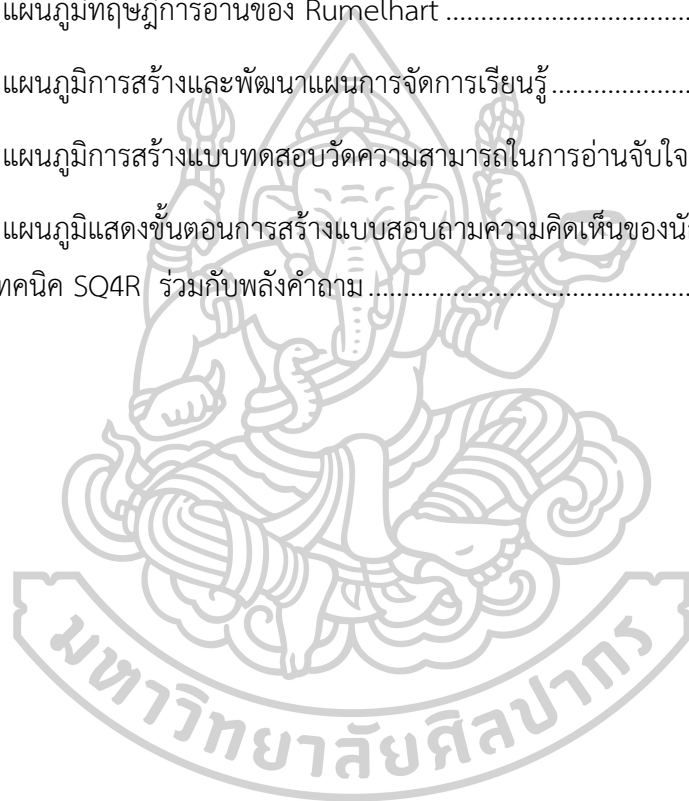 แผนภูมิทฤษฎีการอ่านของ Rumelhart ................................
แผนภูมิการสร้างและพัฒนาแผนการจัดการเรียนรู้...................
แผนภูมิการสร้างแบบทดสอบวัดความสามารถในการอ่านจับใจ
แผนภูมิแสดงขั้นตอนการสร้างแบบสอบถามความคิดเห็นของ
ทคนิค SQ4R ร่วมกับพลังคำถาม ..........................................
มหาวิทยาลัยศิลปากร